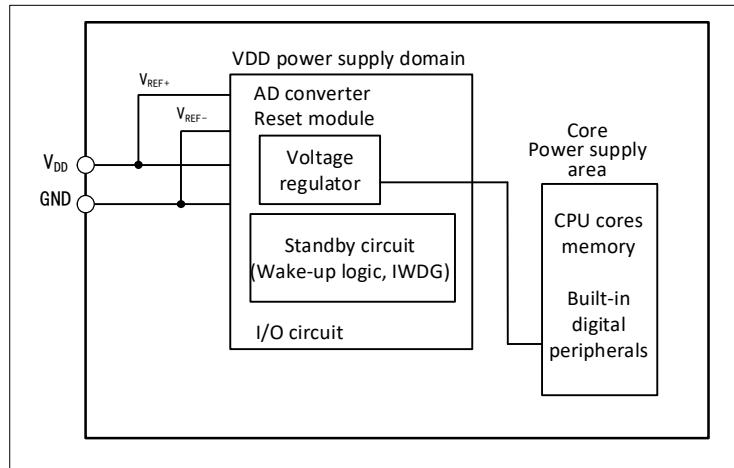 VDD power supply domain
VREF+
AD converter
Reset module
VREF-
Core
Power supply
area
VDD
Voltage
regulator
GND
CPU cores
memory
Standby circuit
(Wake-up logic, IWDG)
Built-in
digital
peripherals
I/O circuit